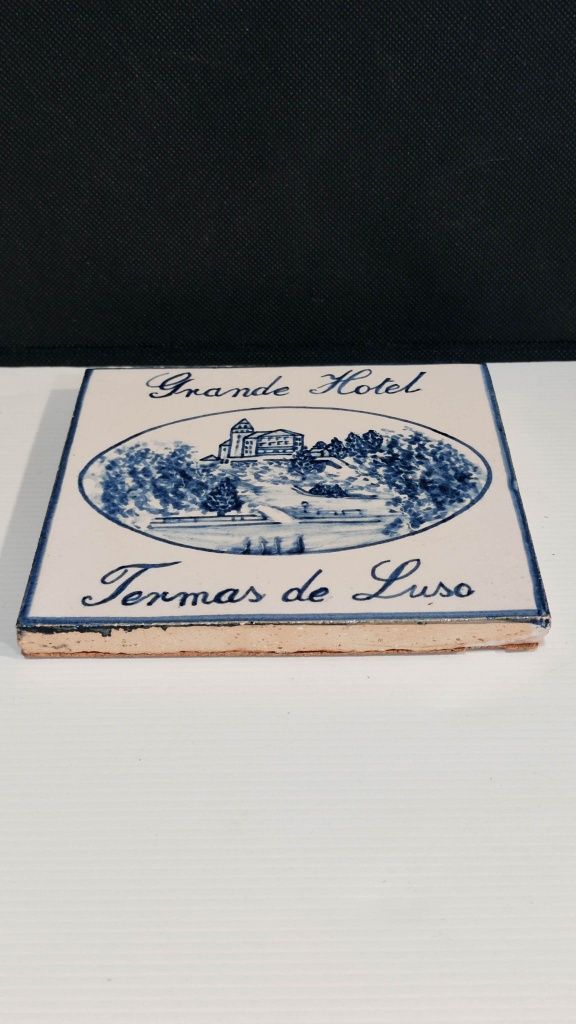 Grande Hotel
Termas de Luso